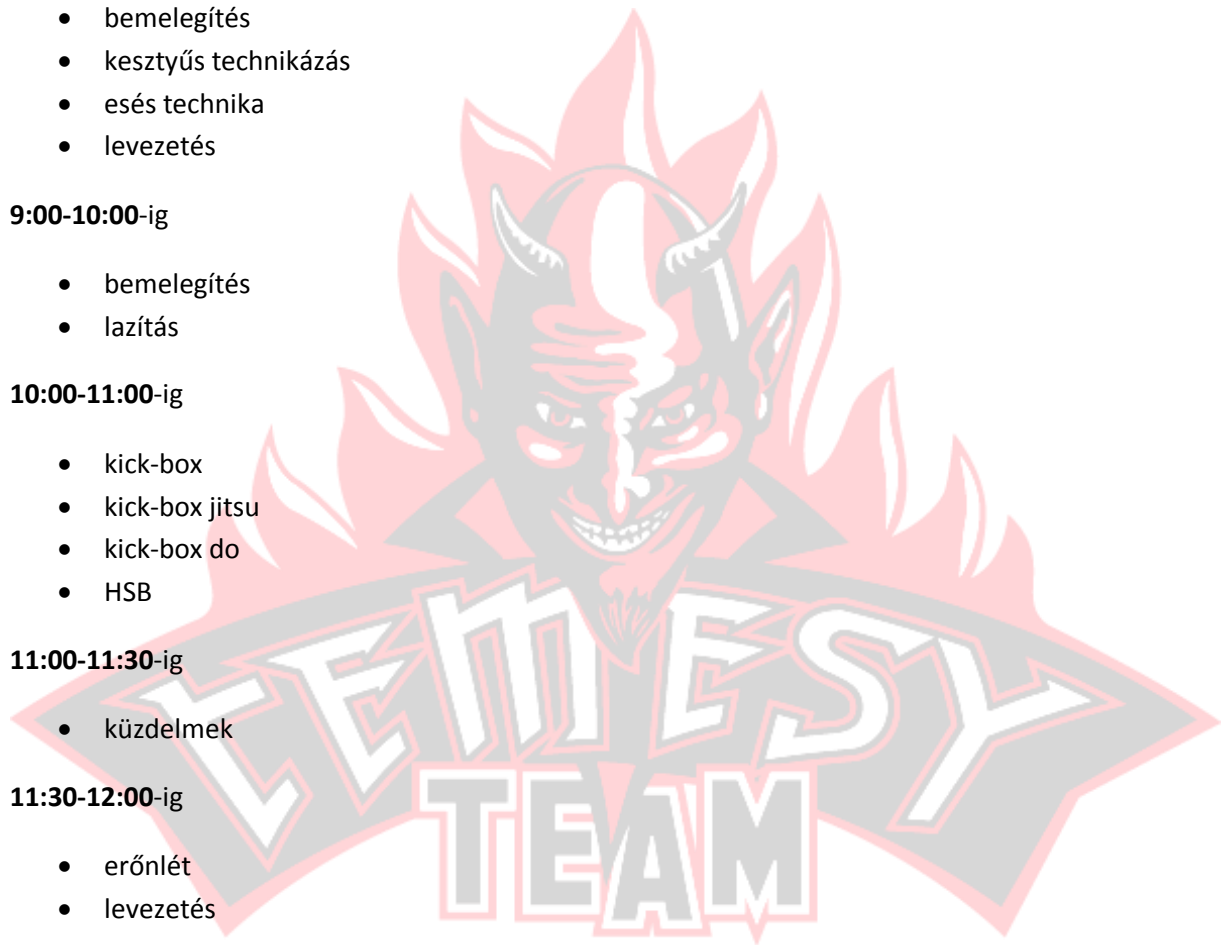 • bemelegítés
• kesztyűs technikázás
• esés technika
• levezetés
9:00-10:00-ig
• bemelegítés
• lazítás
10:00-11:00-ig
• kick-box
• kick-box jitsu
• kick-box do
• HSB
11:00-11:30-ig
• küzdelmek
11:30-12:00-ig
• erőnlét
• levezetés
TEMESY
TEAM